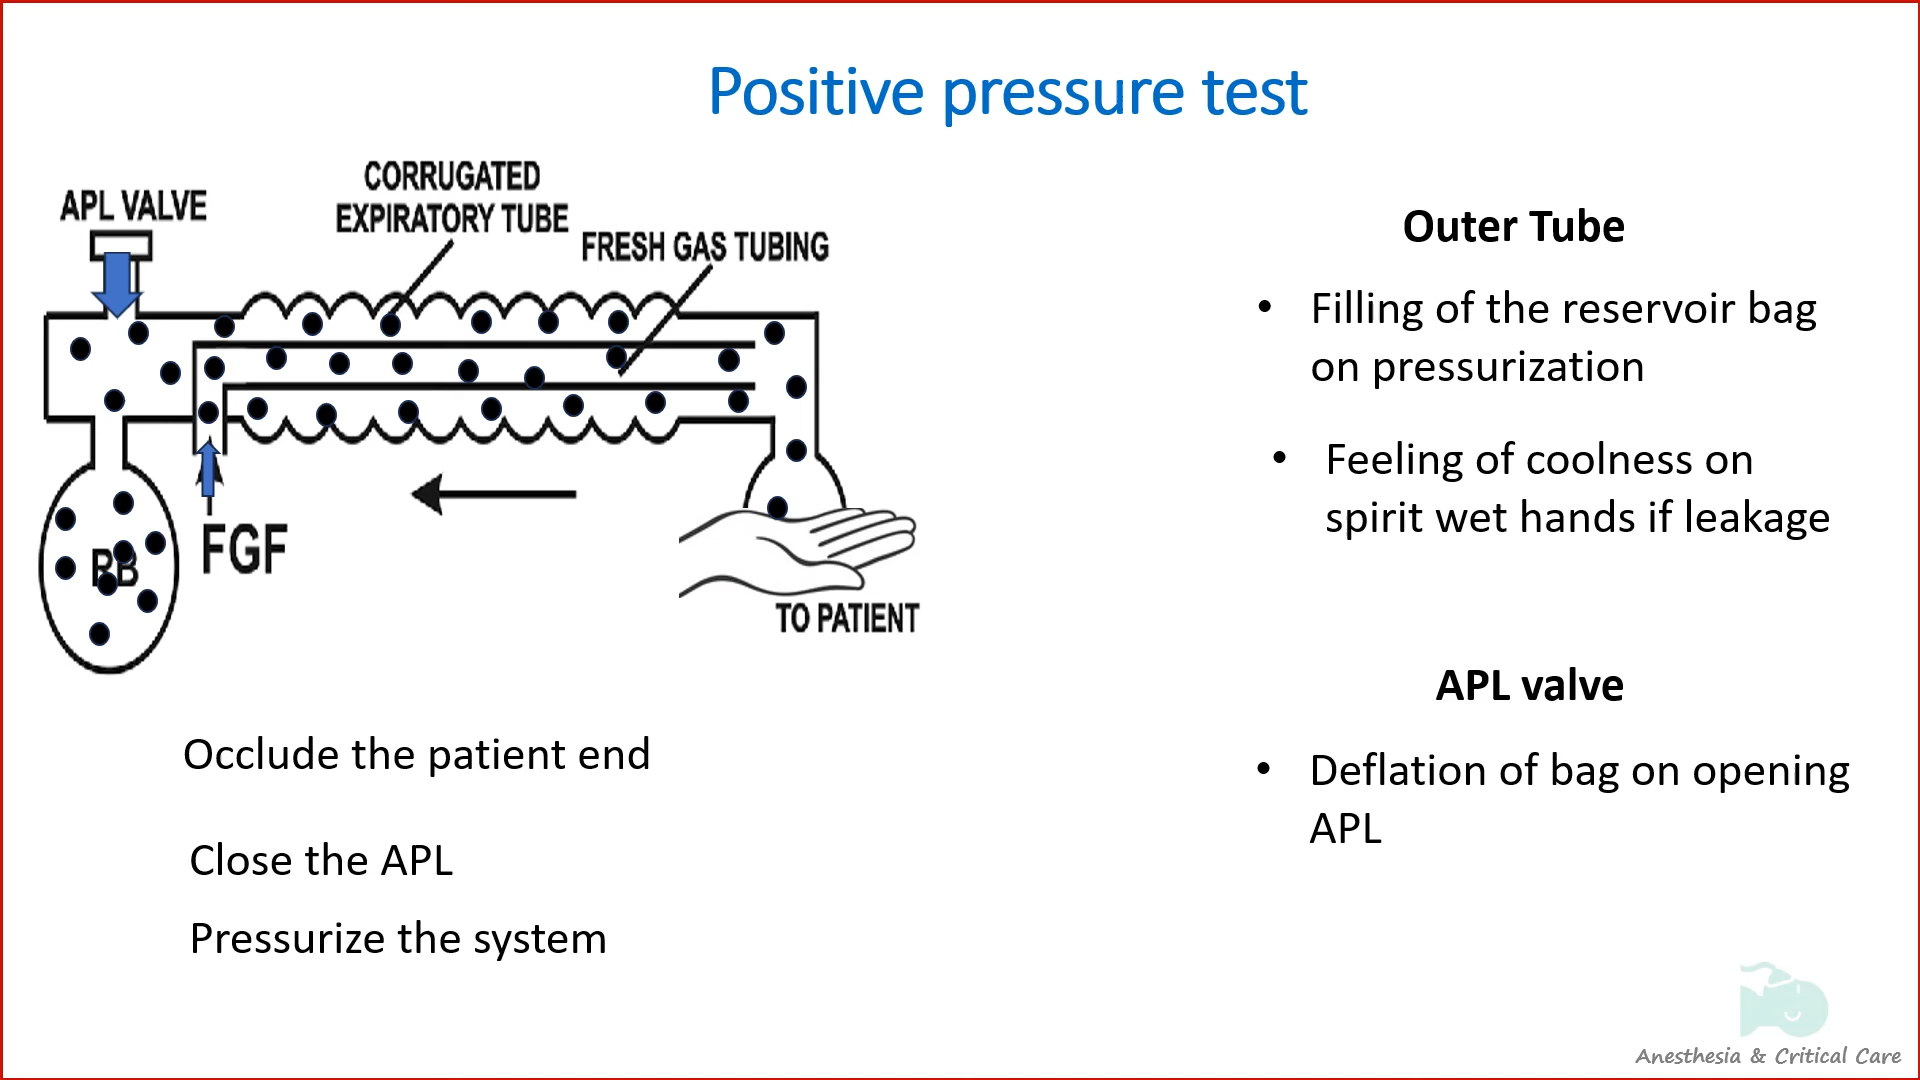 Positive pressure test
APL VALVE
CORRUGATED
EXPIRATORY TUBE
FRESH GAS TUBING
RB
FGF
TO PATIENT
Occlude the patient end
Close the APL
Pressurize the system
Outer Tube
• Filling of the reservoir bag
on pressurization
• Feeling of coolness on
spirit wet hands if leakage
APL valve
• Deflation of bag on opening
APL
Anesthesia & Critical Care